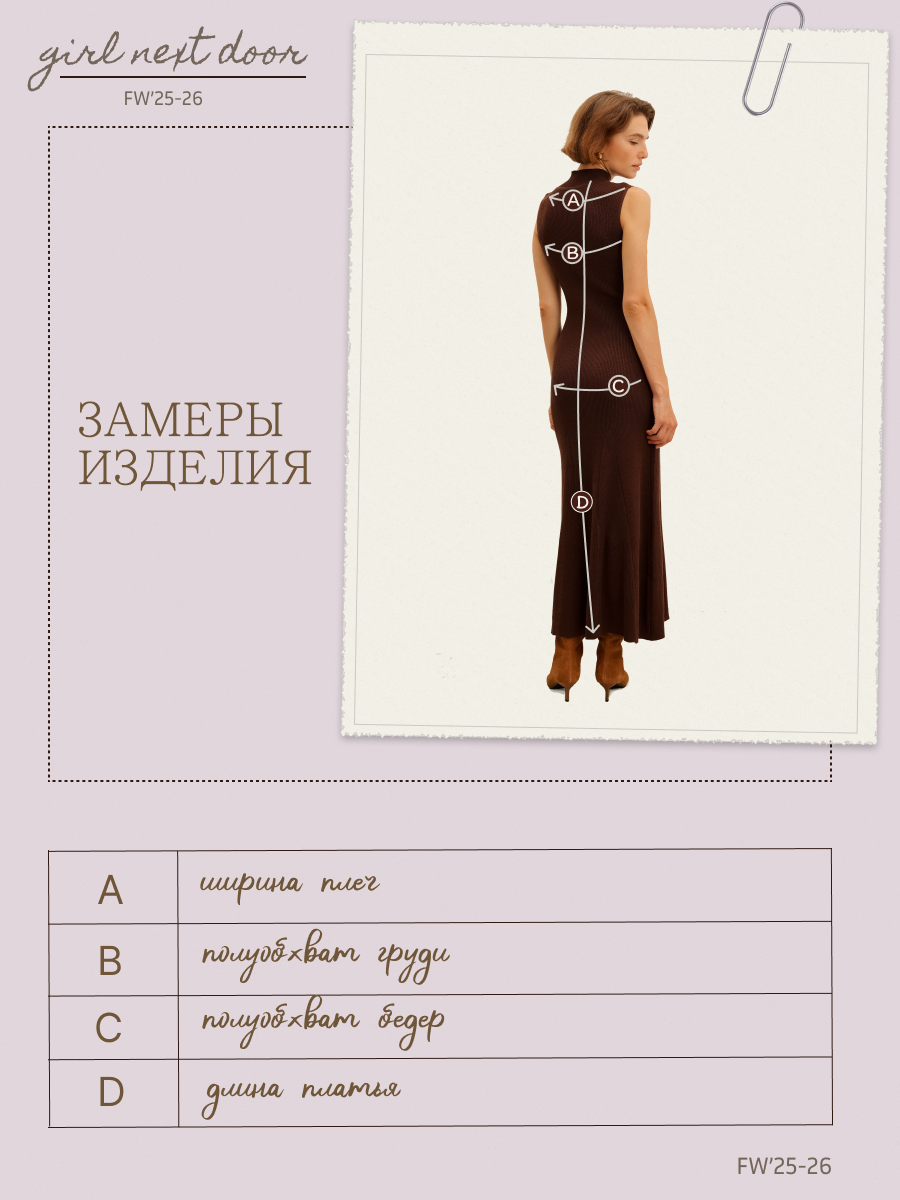 girl next door
FW'25-26
A
B
C
D
ЗАМЕРЫ
ИЗДЕЛИЯ
A ширина плеч
B полуобхват груди
C полуобхват бедер
D длина платья
FW'25-26